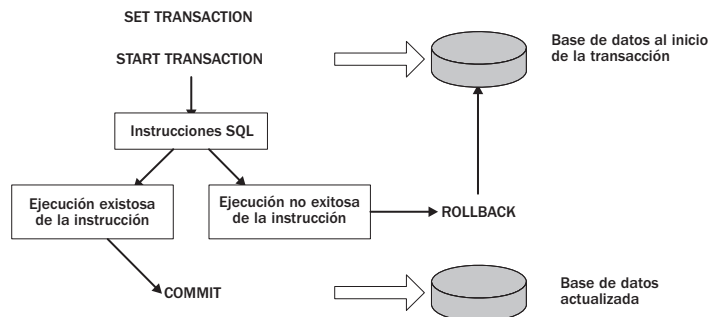 SET TRANSACTION
START TRANSACTION
Base de datos al inicio
de la transacción
Instrucciones SQL
Ejecución existosa
de la instrucción
Ejecución no exitosa
de la instrucción
ROLLBACK
COMMIT
Base de datos
actualizada